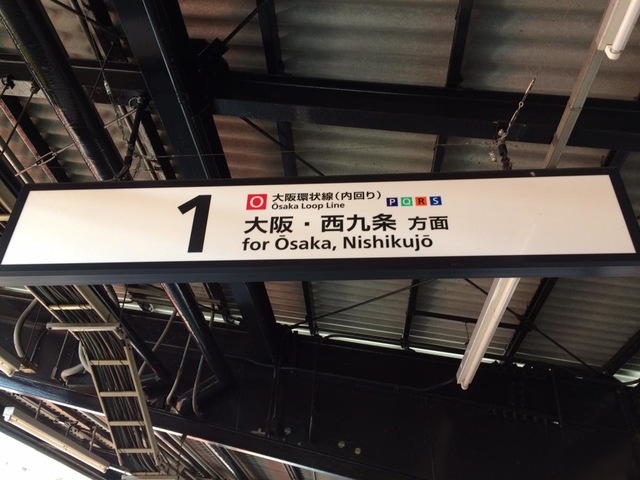 1
O 大阪環状線(内回り) P Q R S
Ōsaka Loop Line
大阪・西九条 方面
for Ōsaka, Nishikujō